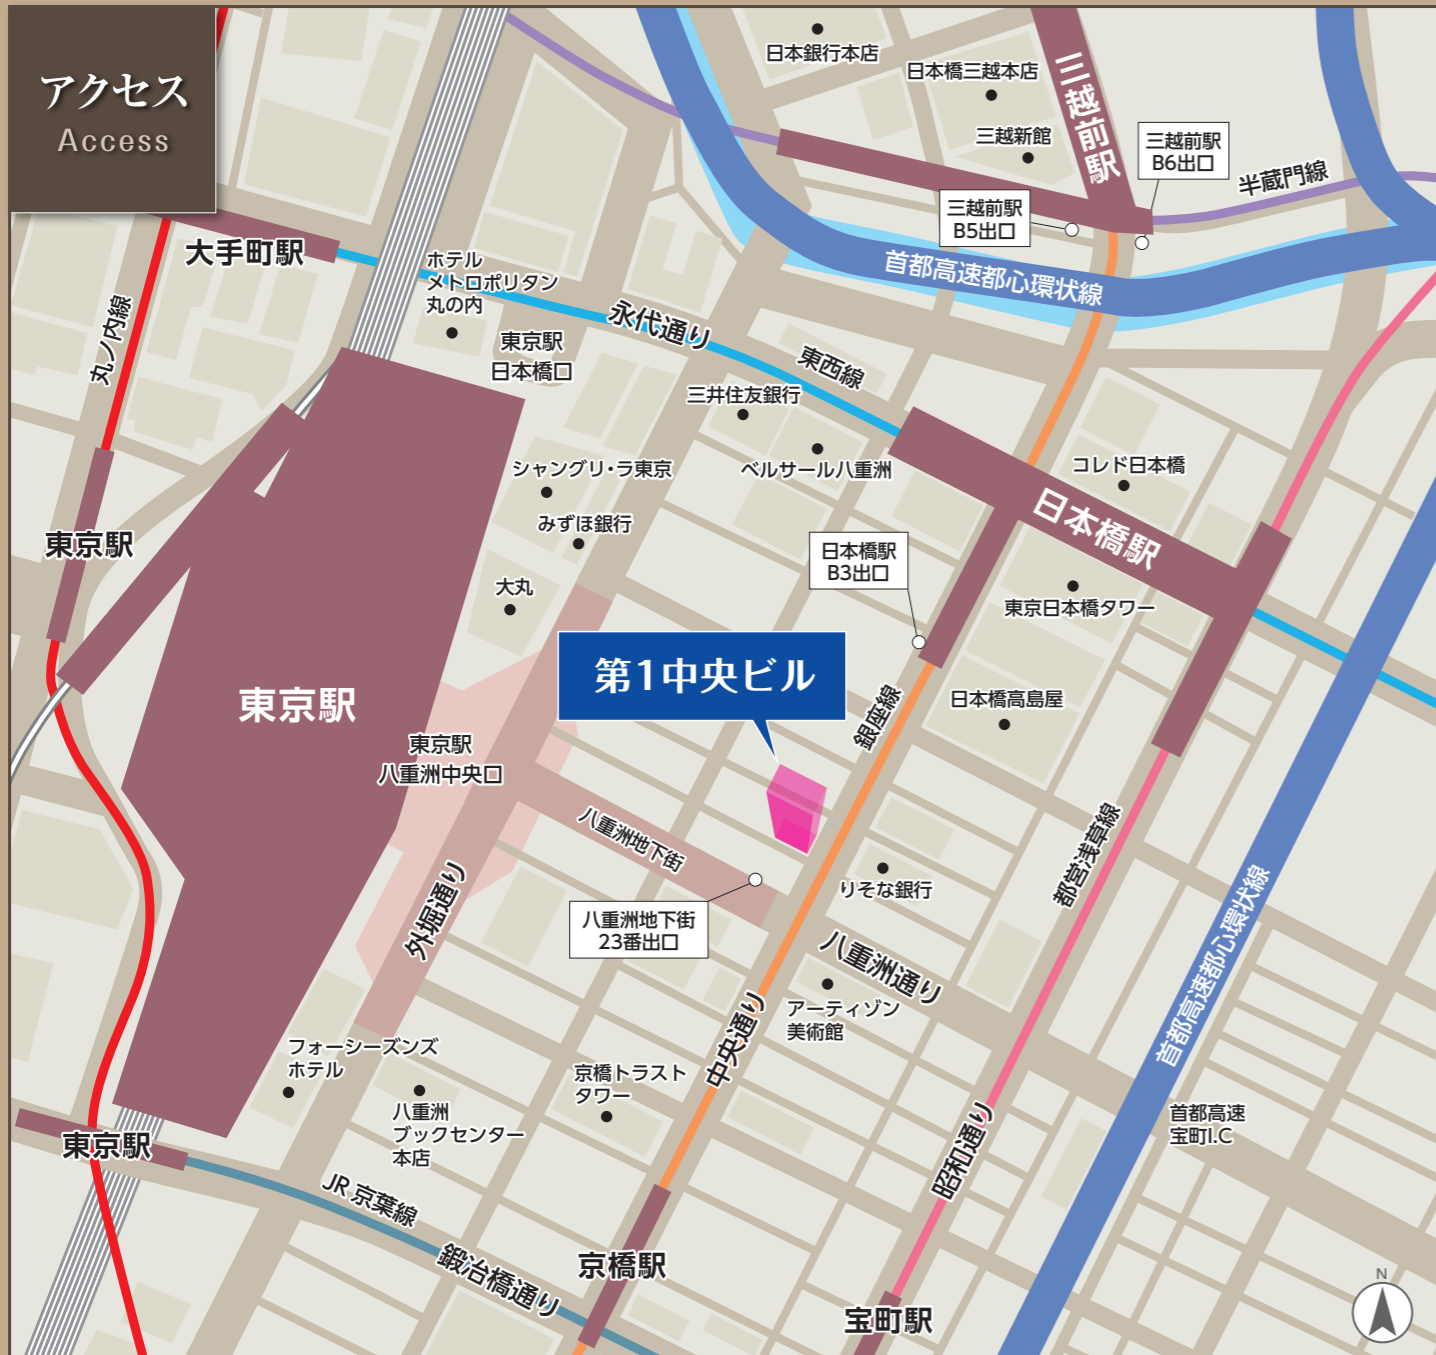 アクセス
Access
日本銀行本店
日本橋三越本店
三越新館
三越前駅
三越前駅
B6出口
半蔵門線
三越前駅
B5出口
首都高速都心環状線
大手町駅
ホテル
メトロポリタン
丸の内
丸ノ内線
東京駅
日本橋口
永代通り
東西線
三井住友銀行
ベルサール八重洲
シャングリ・ラ東京
みずほ銀行
コレド日本橋
日本橋駅
東京駅
日本橋駅
B3出口
大丸
東京日本橋タワー
第1中央ビル
東京駅
日本橋高島屋
銀座線
東京駅
八重洲中央口
八重洲地下街
都営浅草線
りそな銀行
外堀通り
八重洲地下街
23番出口
八重洲通り
首都高速都心環状線
アーティゾン
美術館
中央通り
フォーシーズンズ
ホテル
京橋トラスト
タワー
八重洲
ブックセンター
本店
首都高速
宝町I.C
昭和通り
東京駅
JR 京葉線
鍛冶橋通り
京橋駅
宝町駅
N